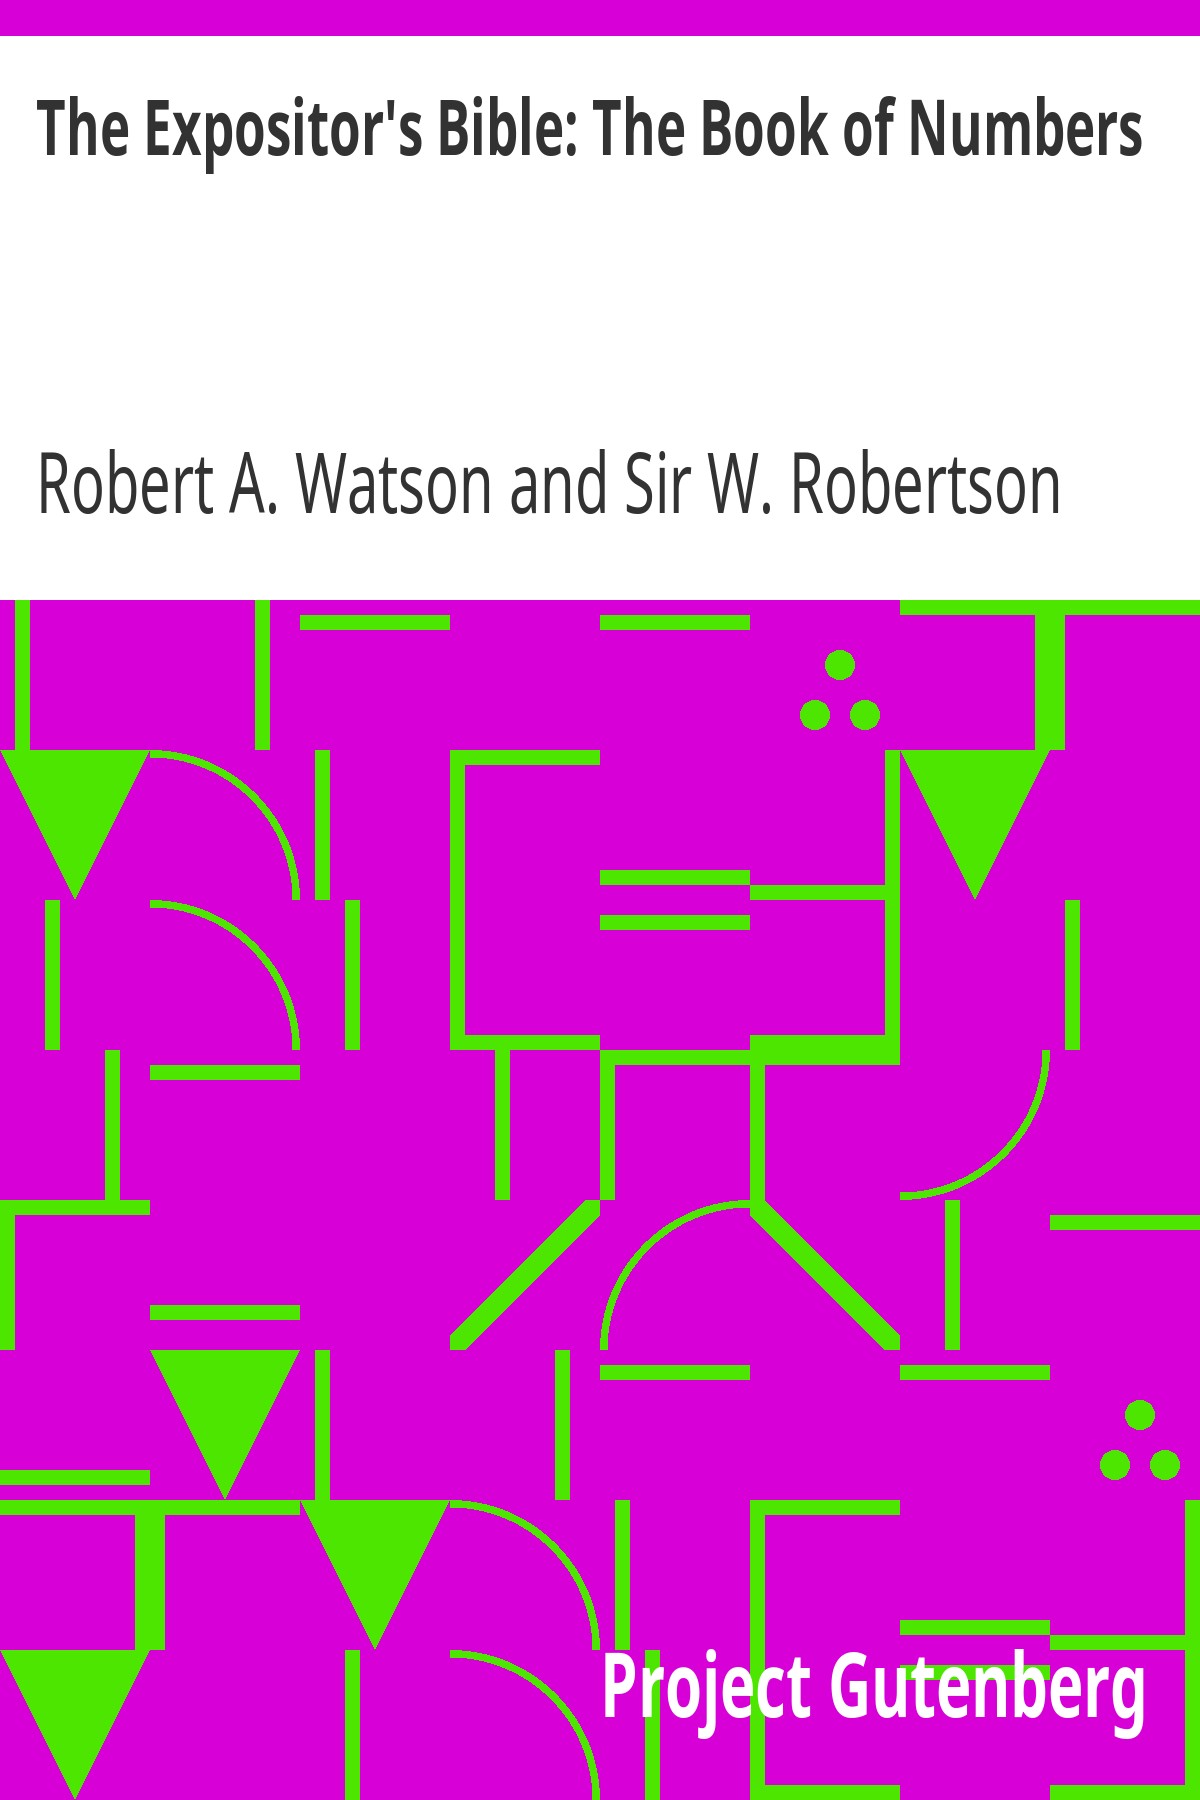 The Expositor's Bible: The Book of Numbers
Robert A. Watson and Sir W. Robertson
Project Gutenberg